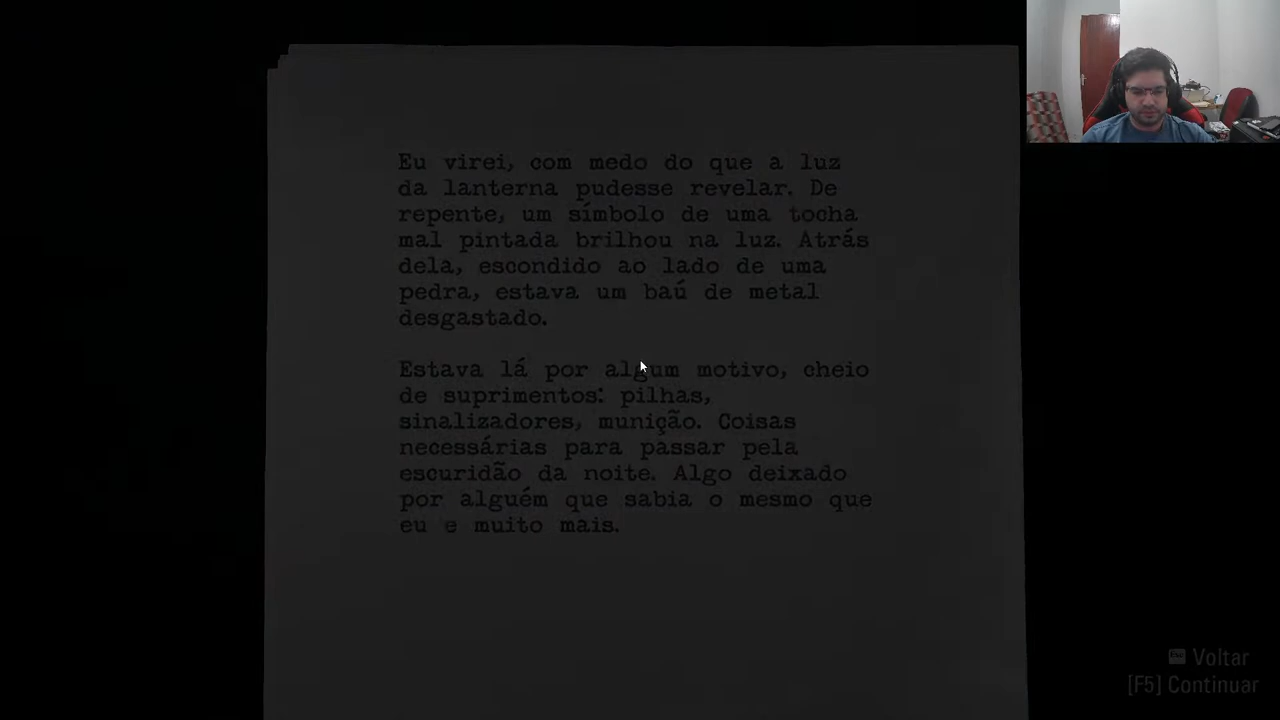 Eu virei, com medo do que a luz
da lanterna pudesse revelar. De
repente, um símbolo de uma tocha
mal pintada brilhou na luz. Atrás
dela, escondido ao lado de uma
pedra, estava um baú de metal
desgastado.
Estava lá por algum motivo, cheio
de suprimentos: pilhas,
sinalizadores, munição. Coisas
necessárias para passar pela
escuridão da noite. Algo deixado
por alguém que sabia o mesmo que
eu e muito mais.
Esc Voltar
[F5] Continuar